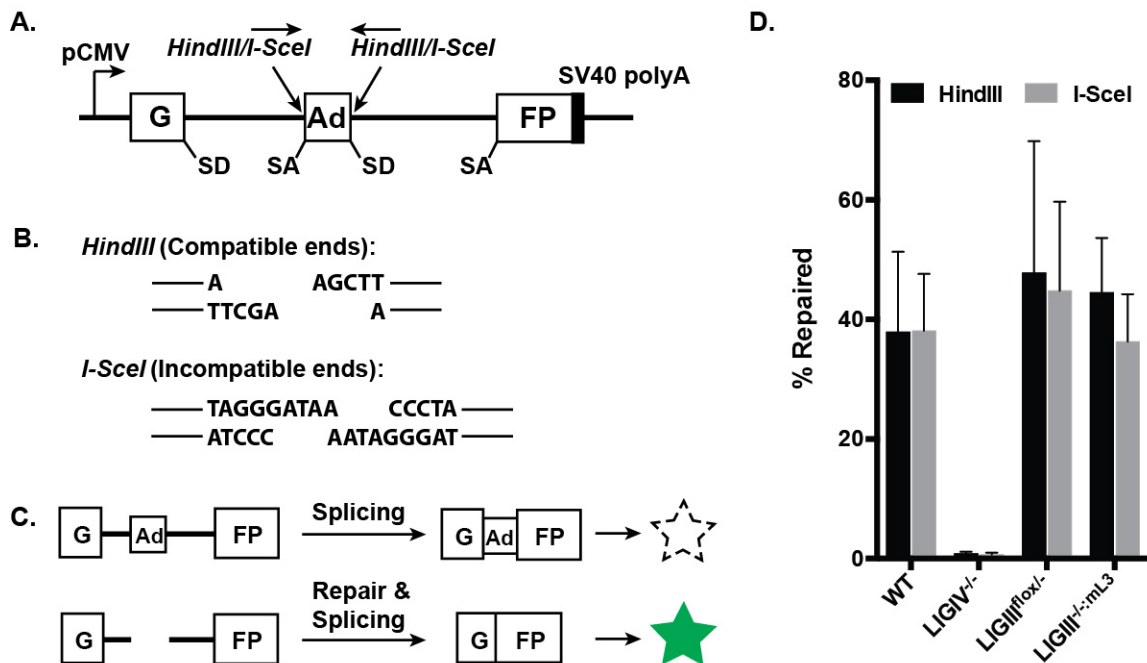 A.
pCMV
HindIII/I-SceI HindIII/I-SceI
SV40 polyA
G Ad FP
SD SA SD SA
B.
HindIII (Compatible ends):
A AGCTT
TTCGA A
I-SceI (Incompatible ends):
TAGGGATAA CCCTA
ATCCC AATAGGGAT
C.
G Ad FP Splicing G Ad FP
G FP Repair & Splicing G FP
D.
% Repaired
80
60
40
20
0
HindIII I-SceI
WT
LIGIV-/-
LIGIIIflox/-
LIGIII-/-:mL3